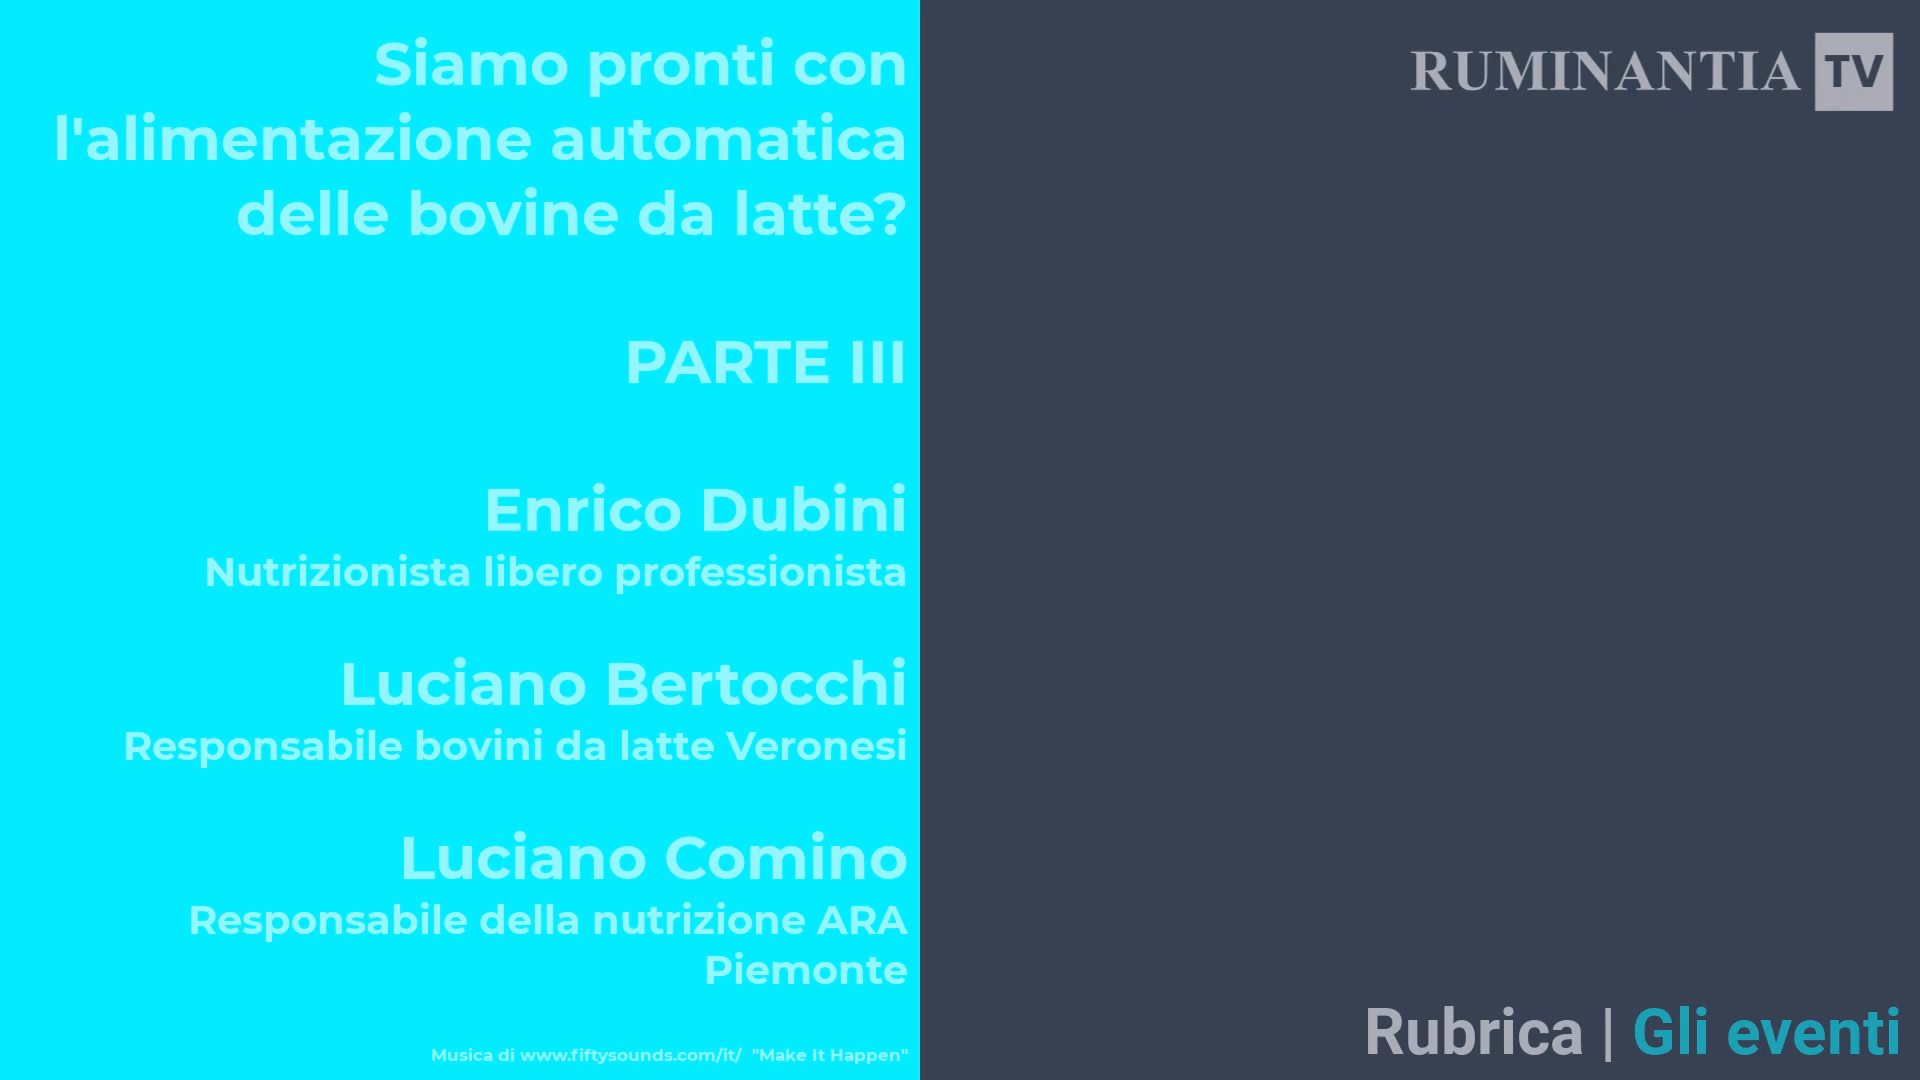 Siamo pronti con
l'alimentazione automatica
delle bovine da latte?
PARTE III
Enrico Dubini
Nutrizionista libero professionista
Luciano Bertocchi
Responsabile bovini da latte Veronesi
Luciano Comino
Responsabile della nutrizione ARA
Piemonte
Musica di www.fiftysounds.com/it/ "Make It Happen"
RUMINANTIA TV
Rubrica | Gli eventi